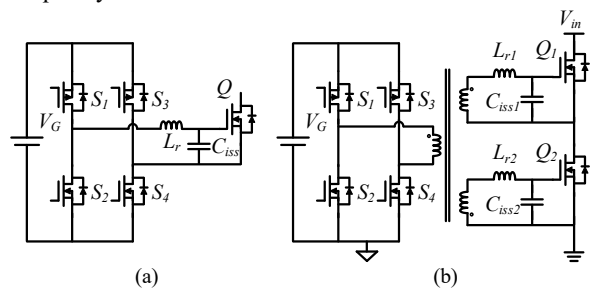 V_in
S_1 S_3 Q
V_G L_r C_iss
S_2 S_4
(a)
S_1 S_3
V_G
S_2 S_4
L_r1 Q_1
C_iss1
L_r2 Q_2
C_iss2
(b)